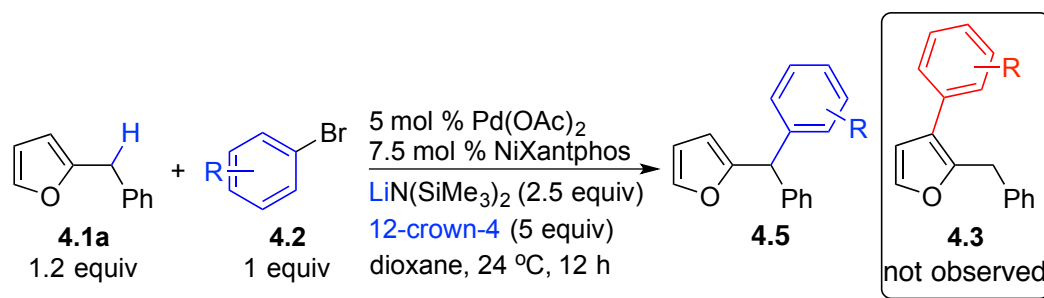 H
O
Ph
4.1a
1.2 equiv
+
R
Br
4.2
1 equiv
5 mol % Pd(OAc)2
7.5 mol % NiXantphos
LiN(SiMe3)2 (2.5 equiv)
12-crown-4 (5 equiv)
dioxane, 24 ºC, 12 h
R
O
Ph
4.5
R
O
Ph
4.3
not observed